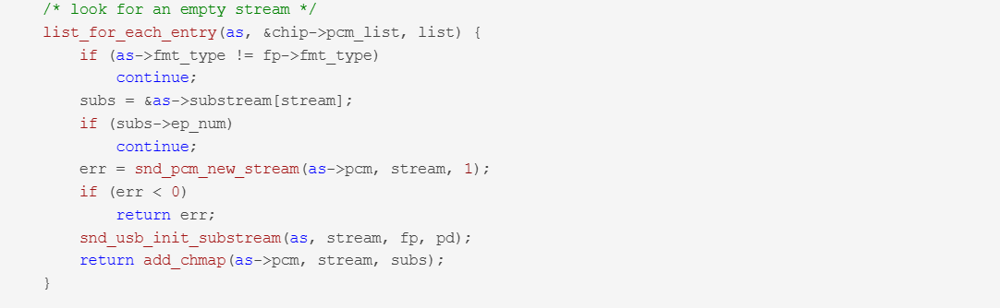 /* look for an empty stream */
list_for_each_entry(as, &chip->pcm_list, list) {
if (as->fmt_type != fp->fmt_type)
continue;
subs = &as->substream[stream];
if (subs->ep_num)
continue;
err = snd_pcm_new_stream(as->pcm, stream, 1);
if (err < 0)
return err;
snd_usb_init_substream(as, stream, fp, pd);
return add_chmap(as->pcm, stream, subs);
}